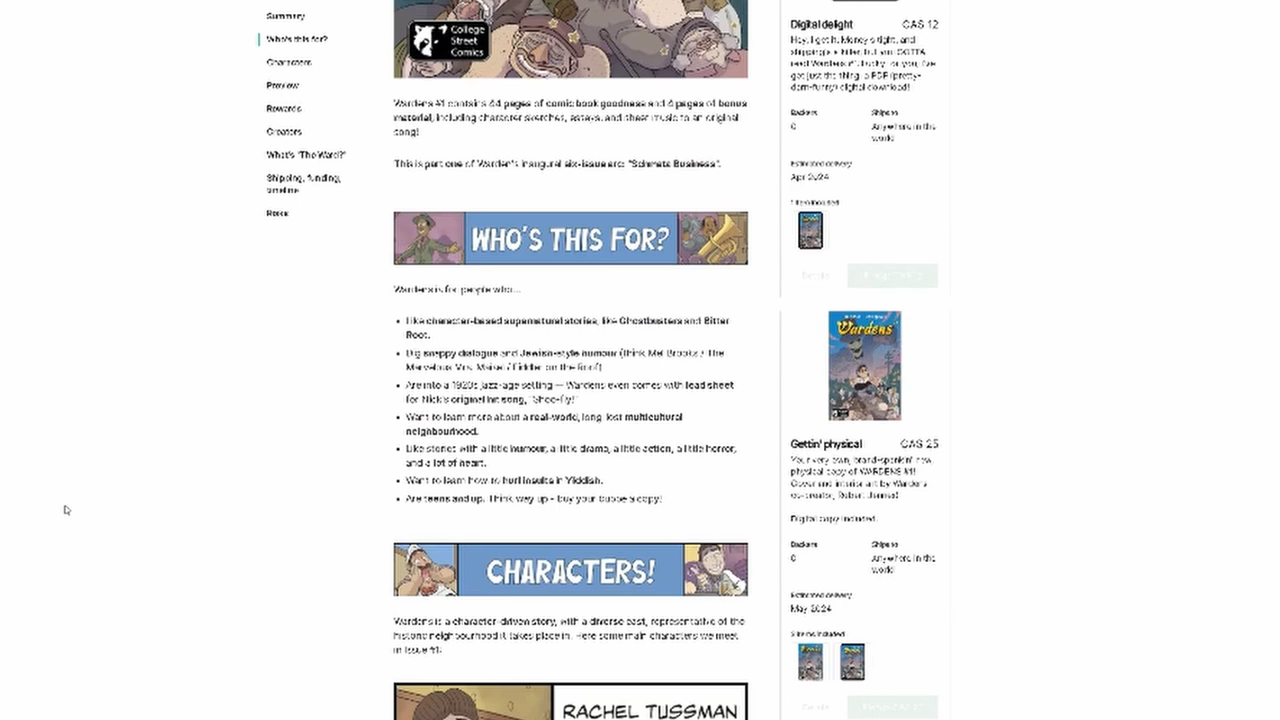 Summary
Who's this for?
Characters
Preview
Rewards
Creators
What's "The Ward?"
Shipping, funding,
timeline
Risks
College
Street
Comics
Wardens #1 contains 44 pages of comic book goodness and 4 pages of bonus
material, including character sketches, essays, and sheet music to an original
song!
This is part one of Warden's inaugural six-issue arc: "Schmate Business".
WHO'S THIS FOR?
Wardens is for people who...
Like character-based supernatural stories, like Ghostbusters and Bitter
Root.
Dig snappy dialogue and Jewish-style humour (Think Mel Brooks / The
Marvelous Mrs. Maisel / Fiddler on the Roof)
Are into a 1920s jazz-age setting — Wardens even comes with lead sheet
for Nick's original hit song, "Shoo-fly!"
Want to learn more about a real-world, long-lost multicultural
neighbourhood.
Like stories with a little humour, a little drama, a little action, a little horror,
and a lot of heart.
Want to learn how to hurl insults in Yiddish.
Are teens and up. Think way up - buy your bubbe a copy!
CHARACTERS!
Wardens is a character-driven story, with a diverse cast, representative of the
historic neighbourhood it takes place in. Here some main characters we meet
in issue #1:
RACHEL TUSSMAN
Digital delight CA$ 12
Hey, I get it. Money's tight, and
shipping's a killer, but you GOTTA
read Wardens #1. Lucky for you, I've
got just the thing: a PDF (pretty-
darn-funny) digital download!
Backers Ships to
0 Anywhere in the
world
Estimated delivery
Apr 2024
1 item included
Details
Wardens
Gettin' physical CA$ 25
Your very own, brand-spankin' new
physical copy of WARDENS #1!
Cover and interior art by Wardens
co-creator, Robert
Digital copy included.
Backers Ships to
0 Anywhere in the
world
Estimated delivery
May 2024
2 items included
Details